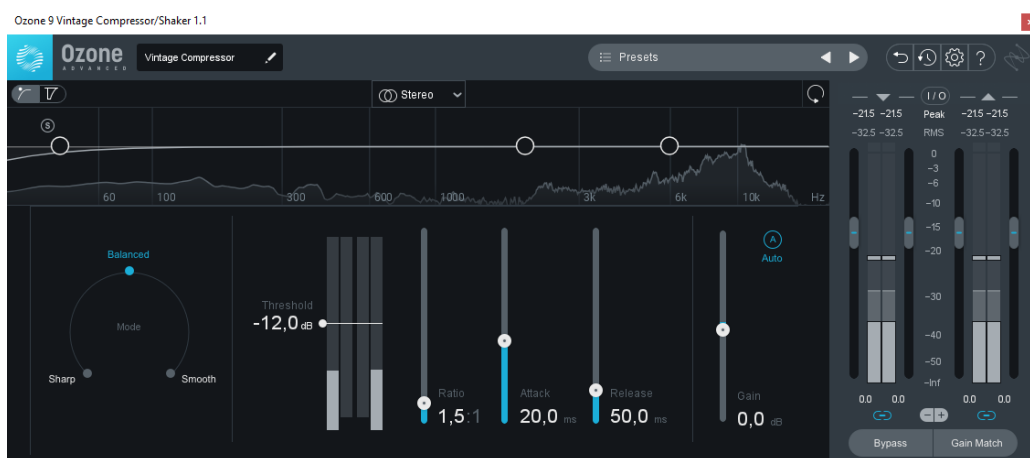 Ozone 9 Vintage Compressor/Shaker 1.1
Ozone
ADVANCED
Vintage Compressor
Presets
?
Stereo
I / O
-21.5 -21.5 Peak -21.5 -21.5
-32.5 -32.5 RMS -32.5 -32.5
S
60 100 300 600 1000 3k 6k 10k Hz
0
-3
-6
-10
-15
-20
-30
-40
-50
-Inf
0.0 0.0 0.0 0.0
Bypass Gain Match
Balanced
Mode
Sharp Smooth
Threshold
-12,0 dB
Ratio
1,5:1
Attack
20,0 ms
Release
50,0 ms
A
Auto
Gain
0,0 dB